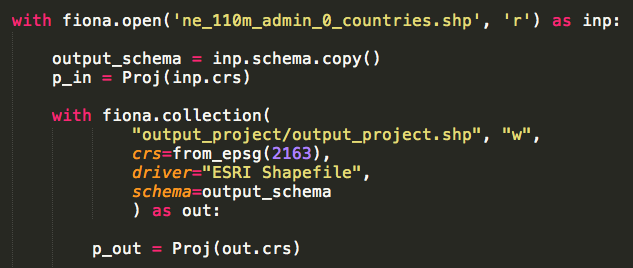 with fiona.open('ne_110m_admin_0_countries.shp', 'r') as inp:
output_schema = inp.schema.copy()
p_in = Proj(inp.crs)
with fiona.collection(
"output_project/output_project.shp", "w",
crs=from_epsg(2163),
driver="ESRI Shapefile",
schema=output_schema
) as out:
p_out = Proj(out.crs)